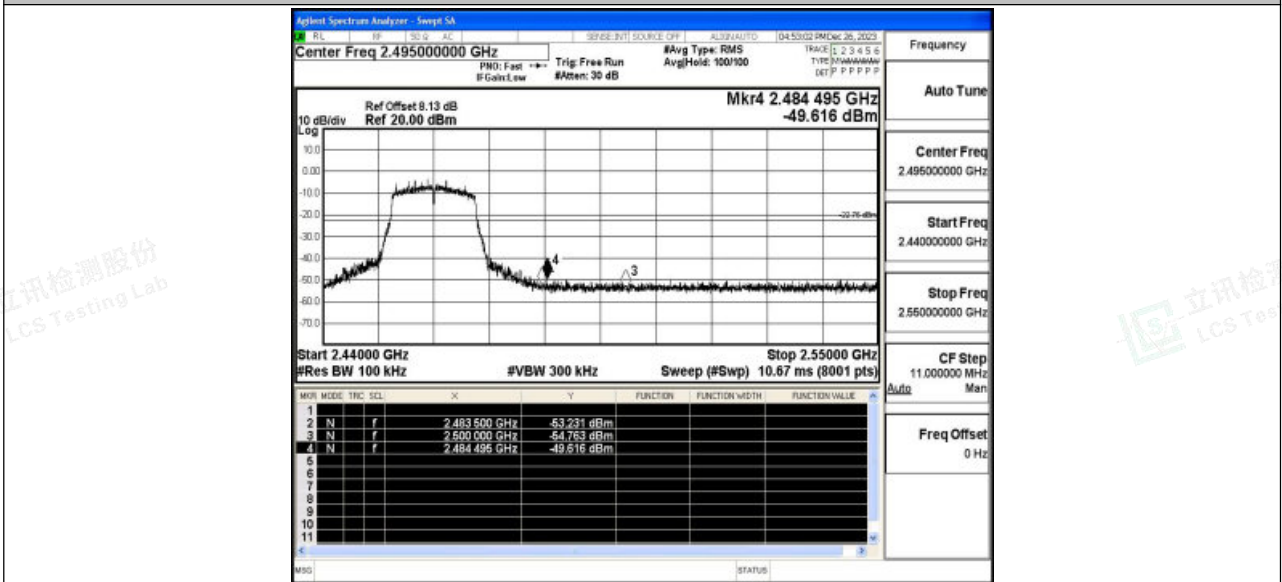 Agilent Spectrum Analyzer - Swept SA
RL RF 50 Ω AC SENSE:INT SOURCE OFF ALIGNAUTO 04:53:02 PM Dec 26, 2023
Center Freq 2.495000000 GHz
PNO: Fast
IFGain:Low
Trig: Free Run
#Atten: 30 dB
#Avg Type: RMS
Avg|Hold: 100/100
TRACE 1 2 3 4 5 6
TYPE
DET P P P P P P
Frequency
Auto Tune
Mkr4 2.484 495 GHz
-49.616 dBm
Ref Offset 8.13 dB
10 dB/div Ref 20.00 dBm
Log
10.0
0.00
-10.0
-20.0
-22.76 dBm
-30.0
-40.0
-50.0
-60.0
-70.0
4
3
Start 2.44000 GHz Stop 2.55000 GHz
#Res BW 100 kHz #VBW 300 kHz Sweep (#Swp) 10.67 ms (8001 pts)
Center Freq
2.495000000 GHz
Start Freq
2.440000000 GHz
Stop Freq
2.550000000 GHz
CF Step
11.000000 MHz
Auto Man
Freq Offset
0 Hz
MKR MODE TRC SCL X Y FUNCTION FUNCTION WIDTH FUNCTION VALUE
1
2 N f 2.483 500 GHz -53.231 dBm
3 N f 2.500 000 GHz -54.763 dBm
4 N f 2.484 495 GHz -49.616 dBm
5
6
7
8
9
10
11
MSG STATUS
立讯检测股份
LCS Testing Lab
立讯检
LCS Tes